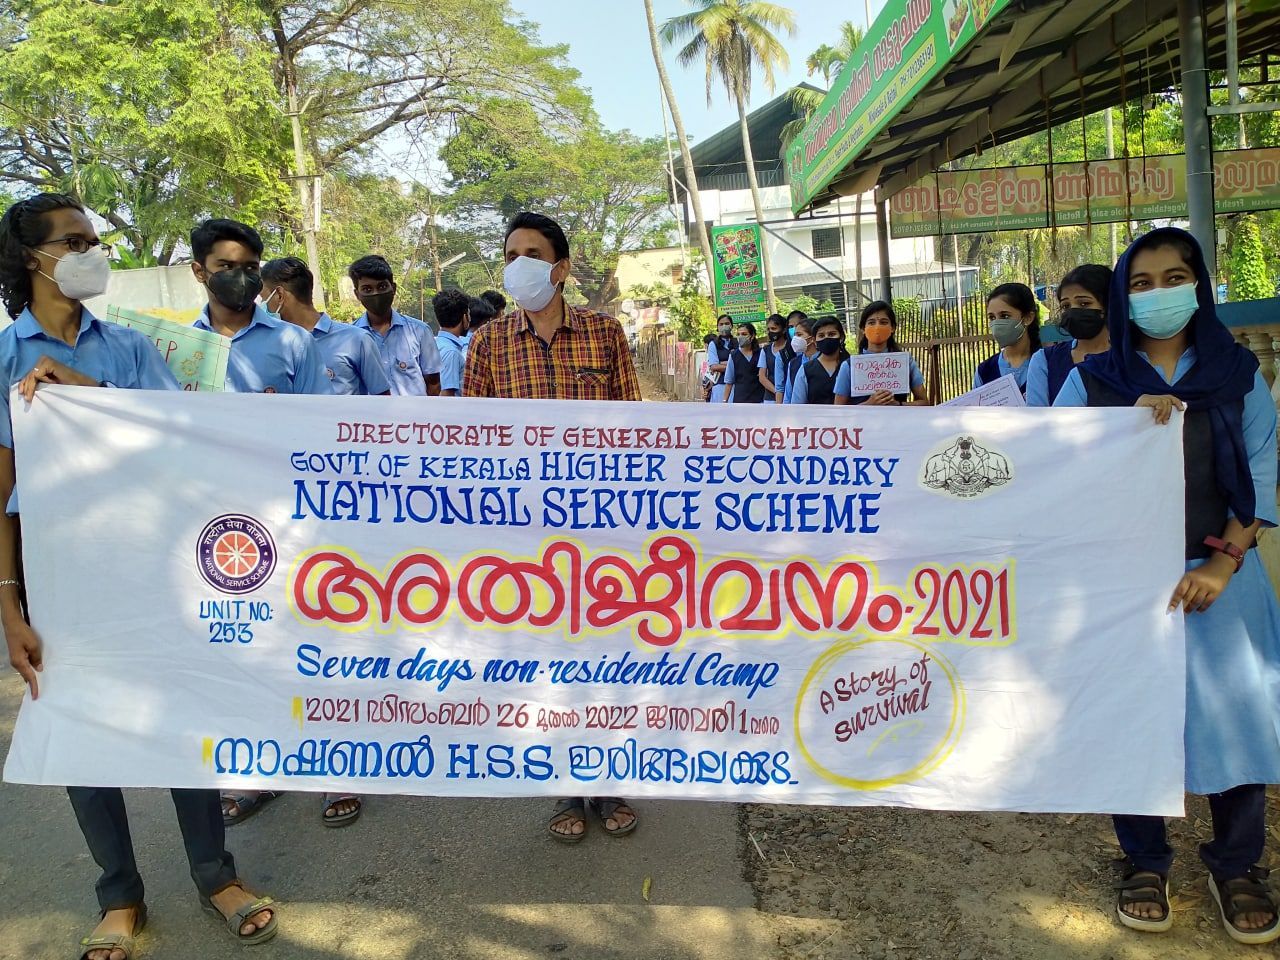 DIRECTORATE OF GENERAL EDUCATION
GOVT. OF KERALA HIGHER SECONDARY
NATIONAL SERVICE SCHEME
राष्ट्रीय सेवा योजना
NATIONAL SERVICE SCHEME
UNIT NO:
253
അതിജീവനം-2021
Seven days non-residental Camp
2021 ഡിസംബർ 26 മുതൽ 2022 ജനുവരി 1 വരെ
നാഷണൽ H.S.S. ഇരിങ്ങാലക്കുട
A Story of
Survival
സാമൂഹിക
അകലം
പാലിക്കുക